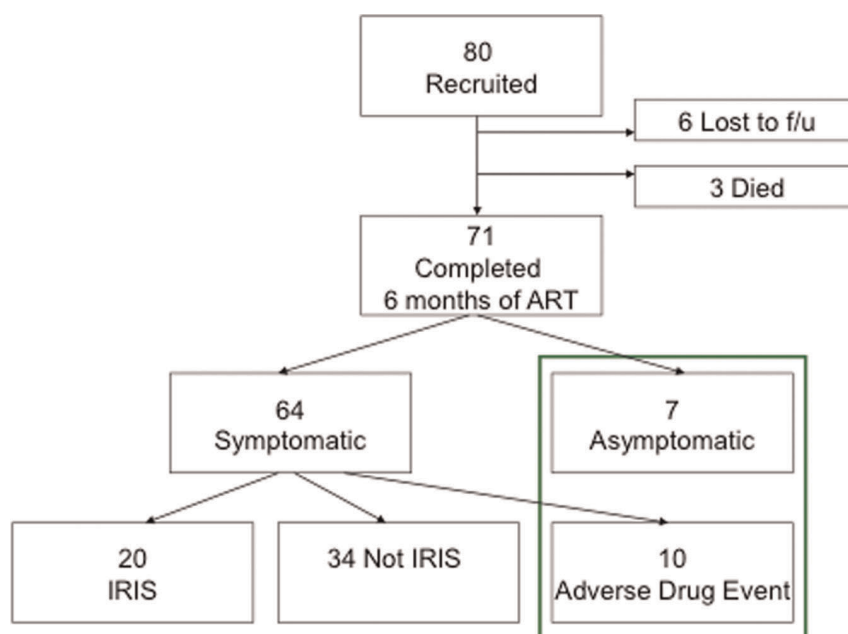 80
Recruited
6 Lost to f/u
3 Died
71
Completed
6 months of ART
64
Symptomatic
7
Asymptomatic
20
IRIS
34 Not IRIS
10
Adverse Drug Event